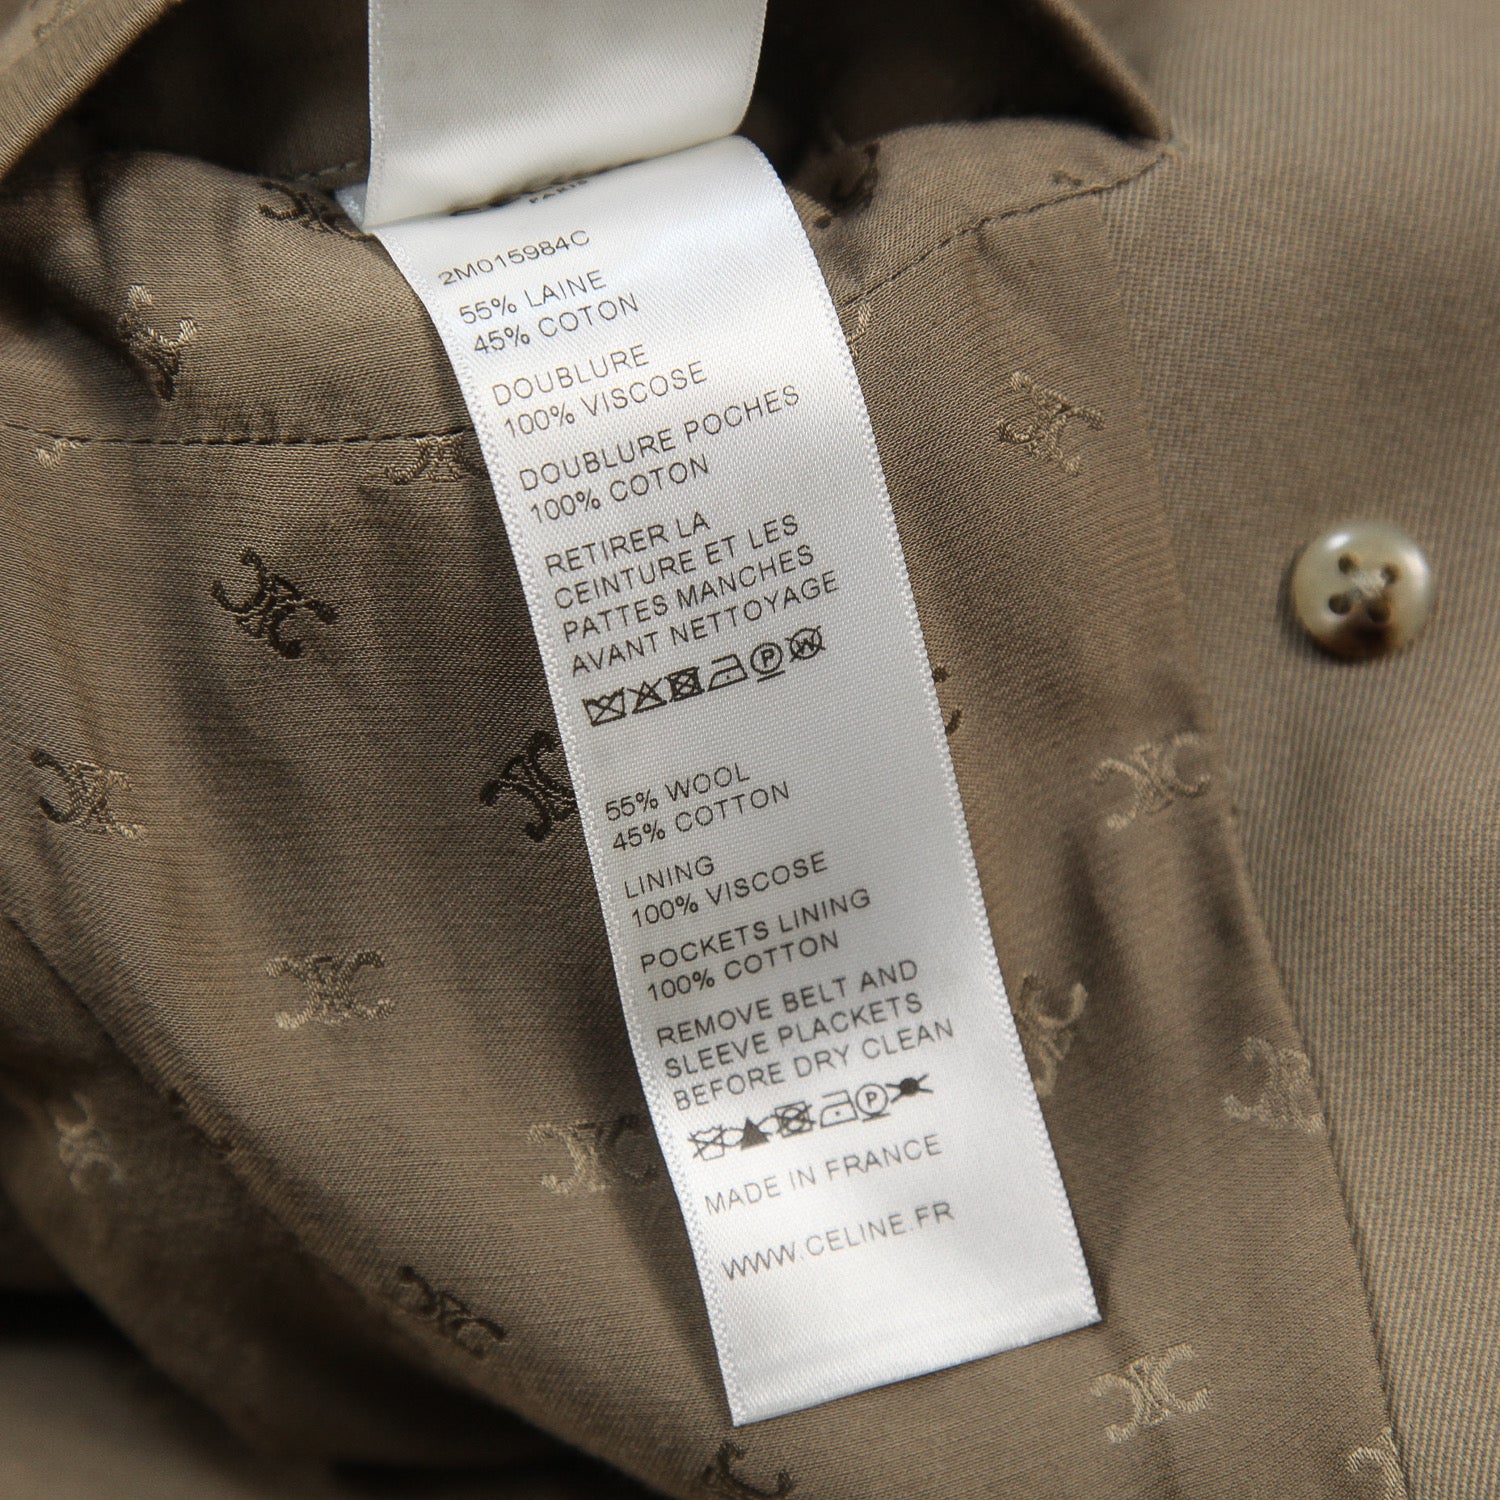 PARIS
2M015984C
55% LAINE
45% COTON
DOUBLURE
100% VISCOSE
DOUBLURE POCHES
100% COTON
RETIRER LA
CEINTURE ET LES
PATTES MANCHES
AVANT NETTOYAGE
P W
55% WOOL
45% COTTON
LINING
100% VISCOSE
POCKETS LINING
100% COTTON
REMOVE BELT AND
SLEEVE PLACKETS
BEFORE DRY CLEAN
P
MADE IN FRANCE
WWW.CELINE.FR